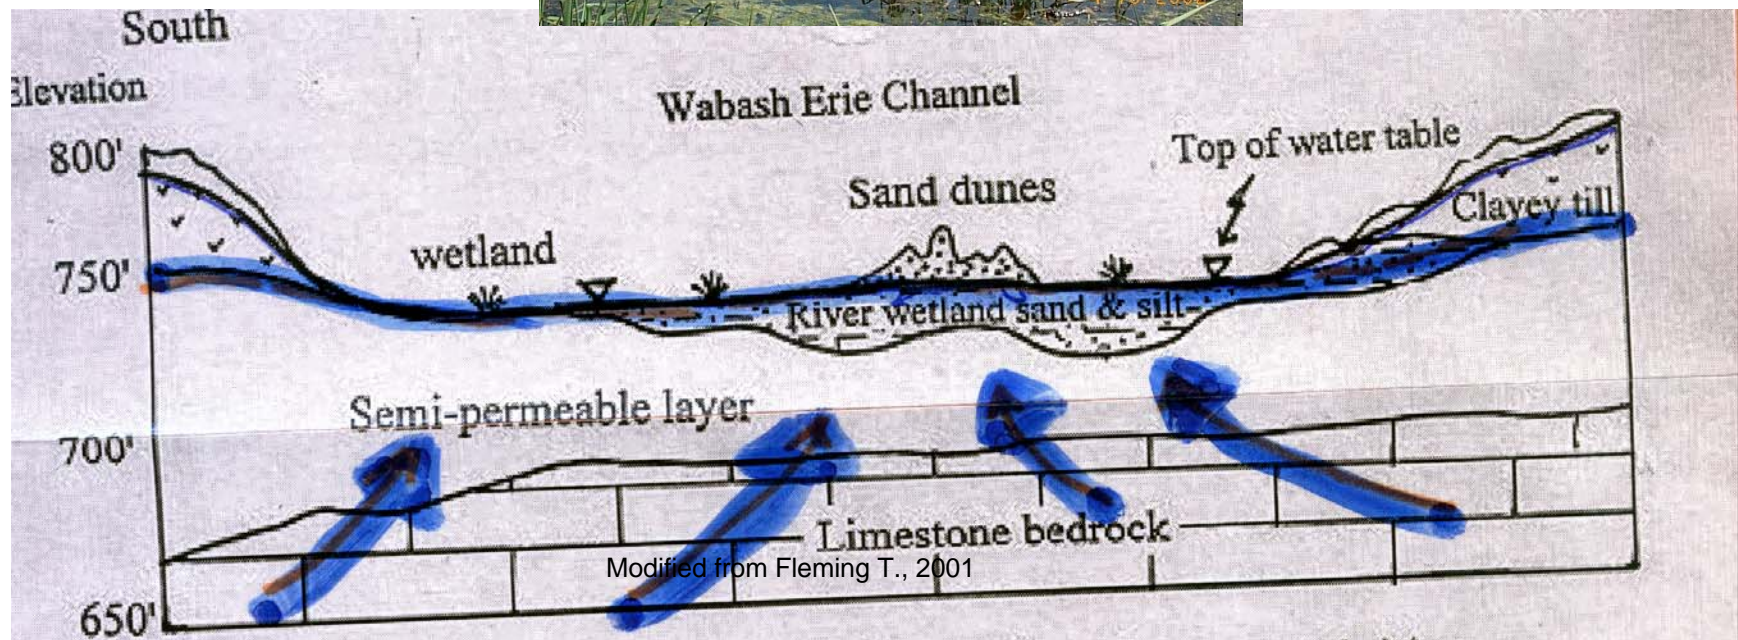 South
Elevation
Wabash Erie Channel
800'
Top of water table
Sand dunes
Clayey till
wetland
750'
River wetland sand & silt
Semi-permeable layer
700'
Limestone bedrock
Modified from Fleming T., 2001
650'